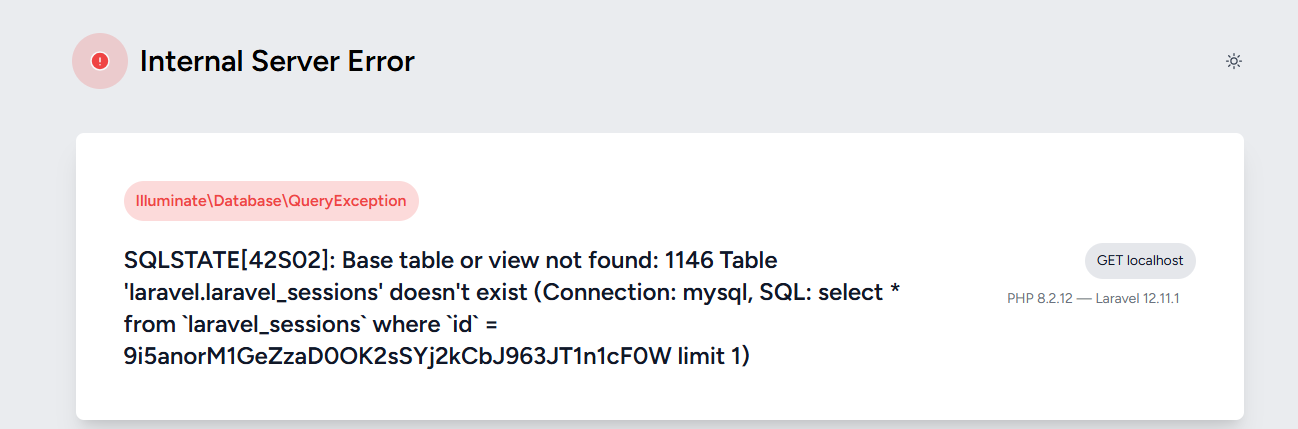 Internal Server Error
Illuminate\Database\QueryException
SQLSTATE[42S02]: Base table or view not found: 1146 Table
'laravel.laravel_sessions' doesn't exist (Connection: mysql, SQL: select *
from `laravel_sessions` where `id` =
9i5anorM1GeZzaD0OK2sSYj2kCbJ963JT1n1cF0W limit 1)
GET localhost
PHP 8.2.12 — Laravel 12.11.1